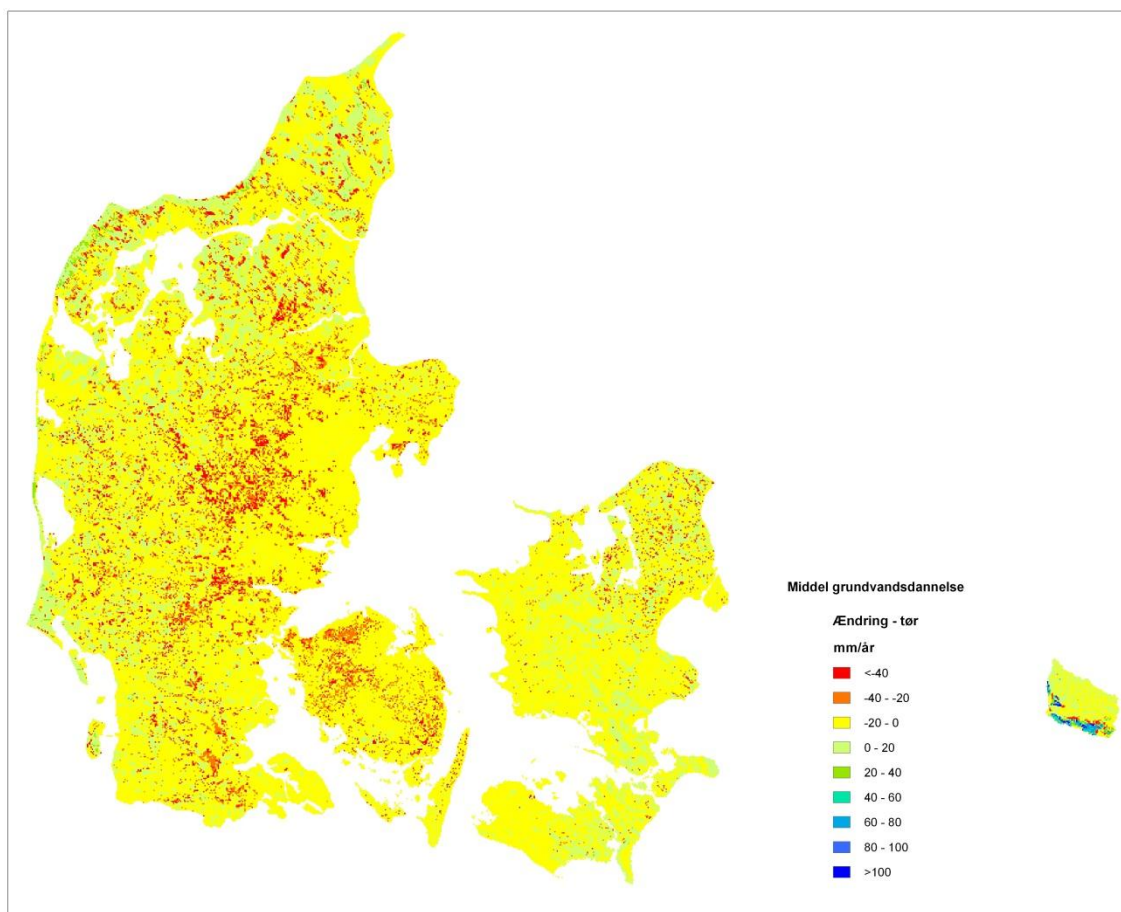 Middel grundvandsdannelse
Ændring - tør
mm/år
<-40
-40 - -20
-20 - 0
0 - 20
20 - 40
40 - 60
60 - 80
80 - 100
>100